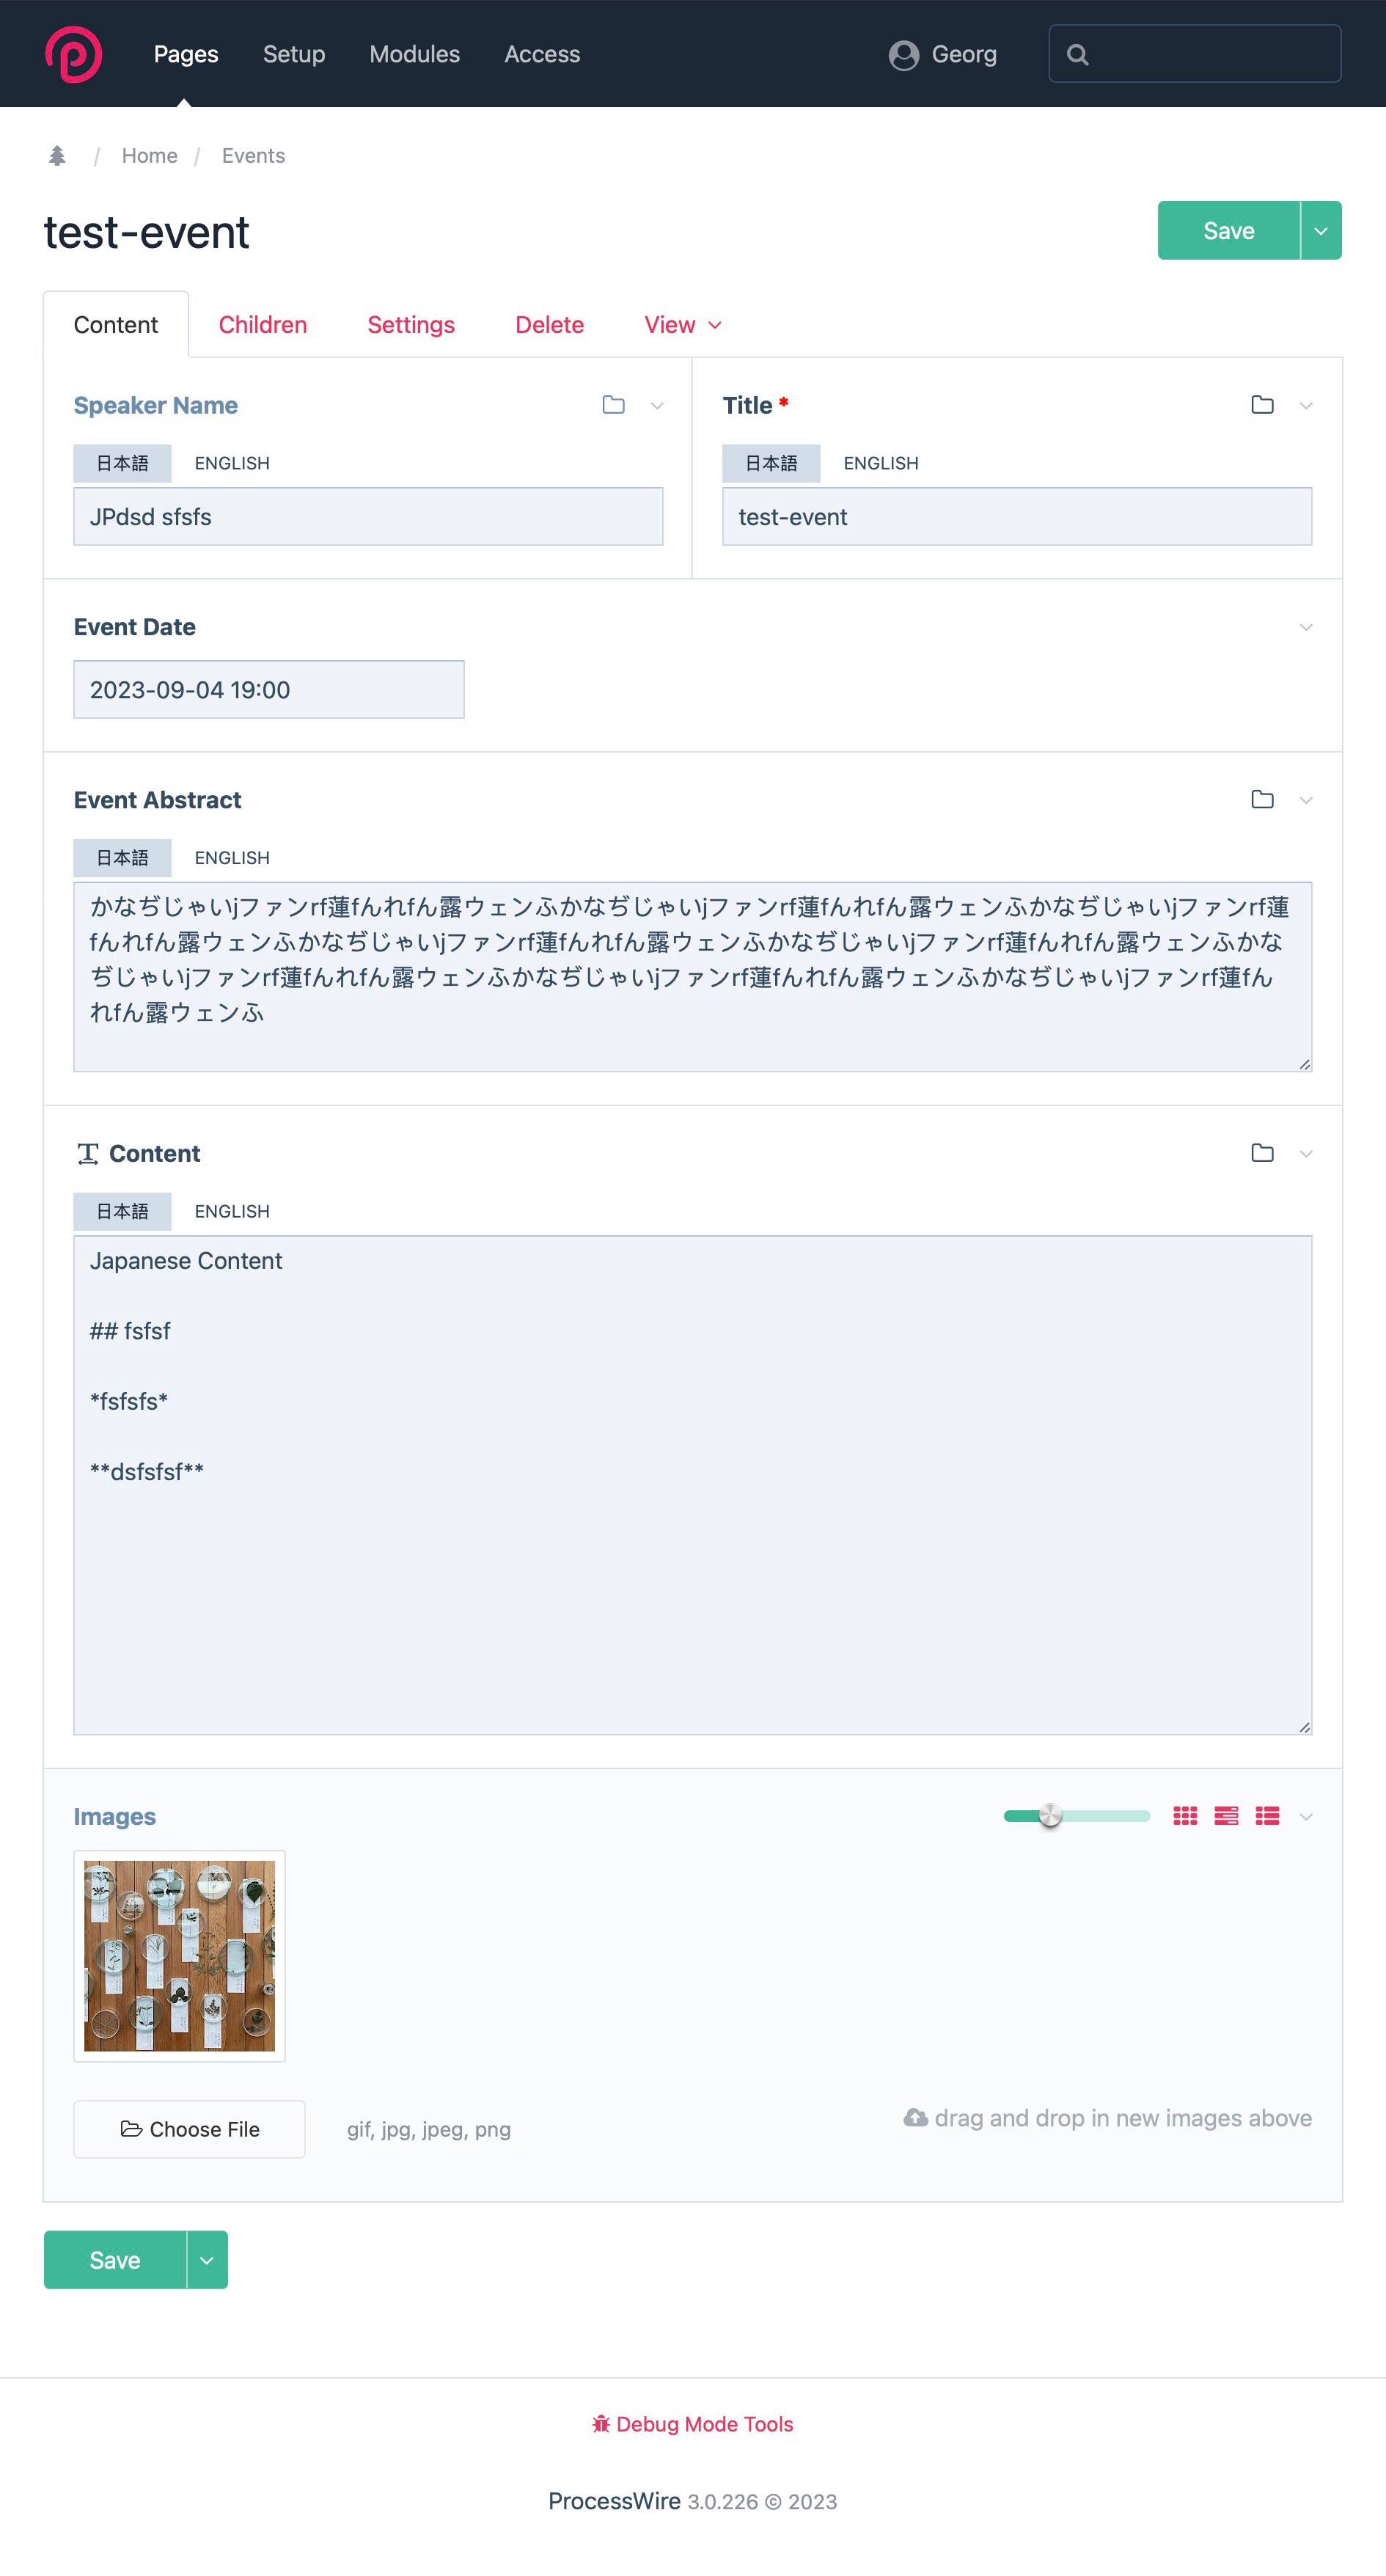 Pages Setup Modules Access Georg
/ Home / Events
test-event
Save
Content Children Settings Delete View
Speaker Name
日本語 ENGLISH
JPdsd sfsfs
Title *
日本語 ENGLISH
test-event
Event Date
2023-09-04 19:00
Event Abstract
日本語 ENGLISH
かなぢじゃいjファンrf蓮fんれfん露ウェンふかなぢじゃいjファンrf蓮fんれfん露ウェンふかなぢじゃいjファンrf蓮
fんれfん露ウェンふかなぢじゃいjファンrf蓮fんれfん露ウェンふかなぢじゃいjファンrf蓮fんれfん露ウェンふかな
ぢじゃいjファンrf蓮fんれfん露ウェンふかなぢじゃいjファンrf蓮fんれfん露ウェンふかなぢじゃいjファンrf蓮fん
れfん露ウェンふ
Content
日本語 ENGLISH
Japanese Content
## fsfsf
*fsfsfs*
**dsfsfsf**
Images
Choose File
gif, jpg, jpeg, png
drag and drop in new images above
Save
Debug Mode Tools
ProcessWire 3.0.226 © 2023